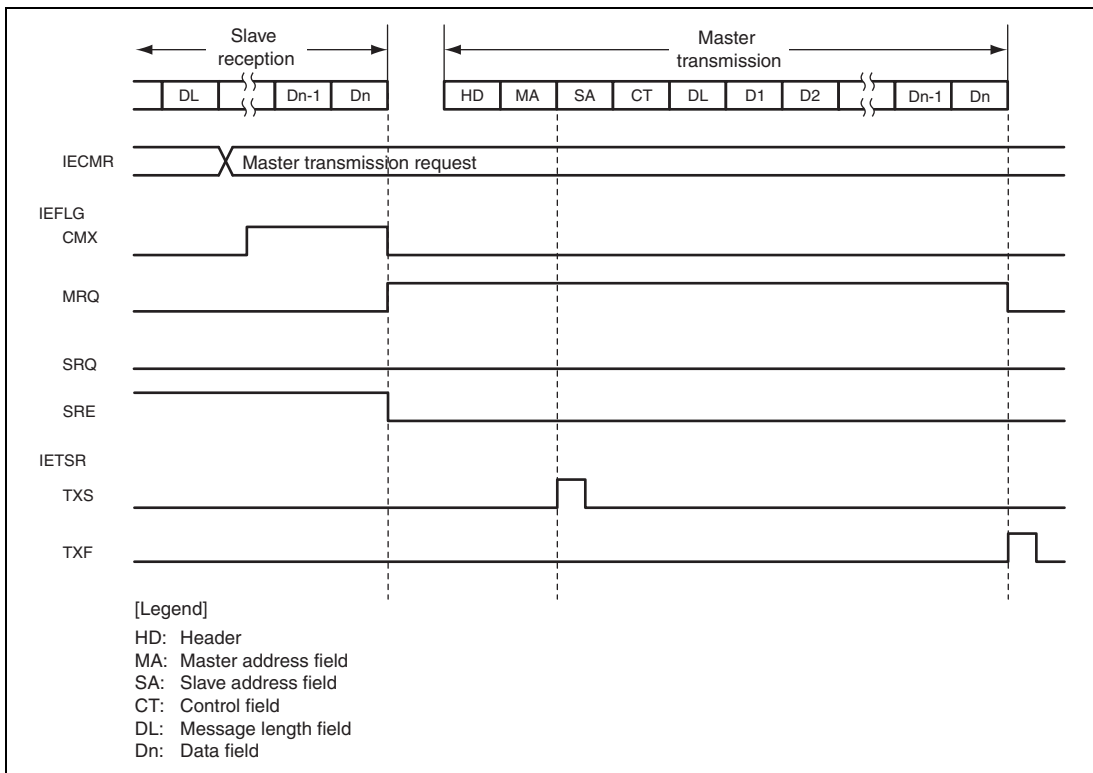 Slave
reception
Master
transmission
DL Dn-1 Dn HD MA SA CT DL D1 D2 Dn-1 Dn
IECMR Master transmission request
IEFLG
CMX
MRQ
SRQ
SRE
IETSR
TXS
TXF
[Legend]
HD: Header
MA: Master address field
SA: Slave address field
CT: Control field
DL: Message length field
Dn: Data field